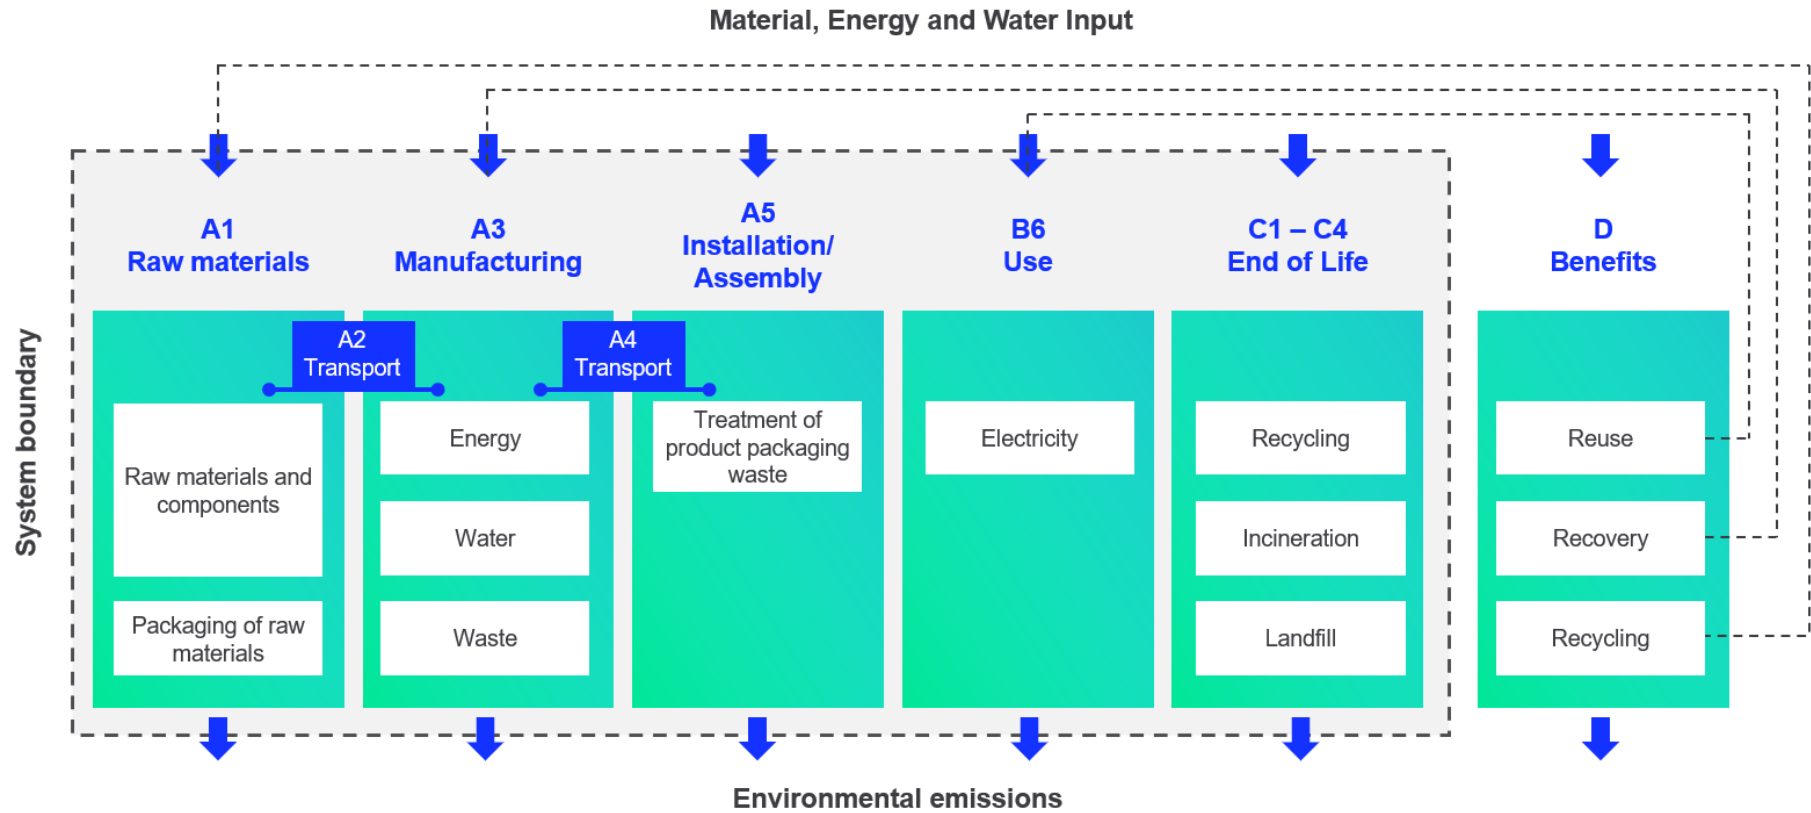 Material, Energy and Water Input
System boundary
A1
Raw materials
A3
Manufacturing
A5
Installation/
Assembly
B6
Use
C1 – C4
End of Life
D
Benefits
A2
Transport
A4
Transport
Raw materials and
components
Packaging of raw
materials
Energy
Water
Waste
Treatment of
product packaging
waste
Electricity
Recycling
Incineration
Landfill
Reuse
Recovery
Recycling
Environmental emissions